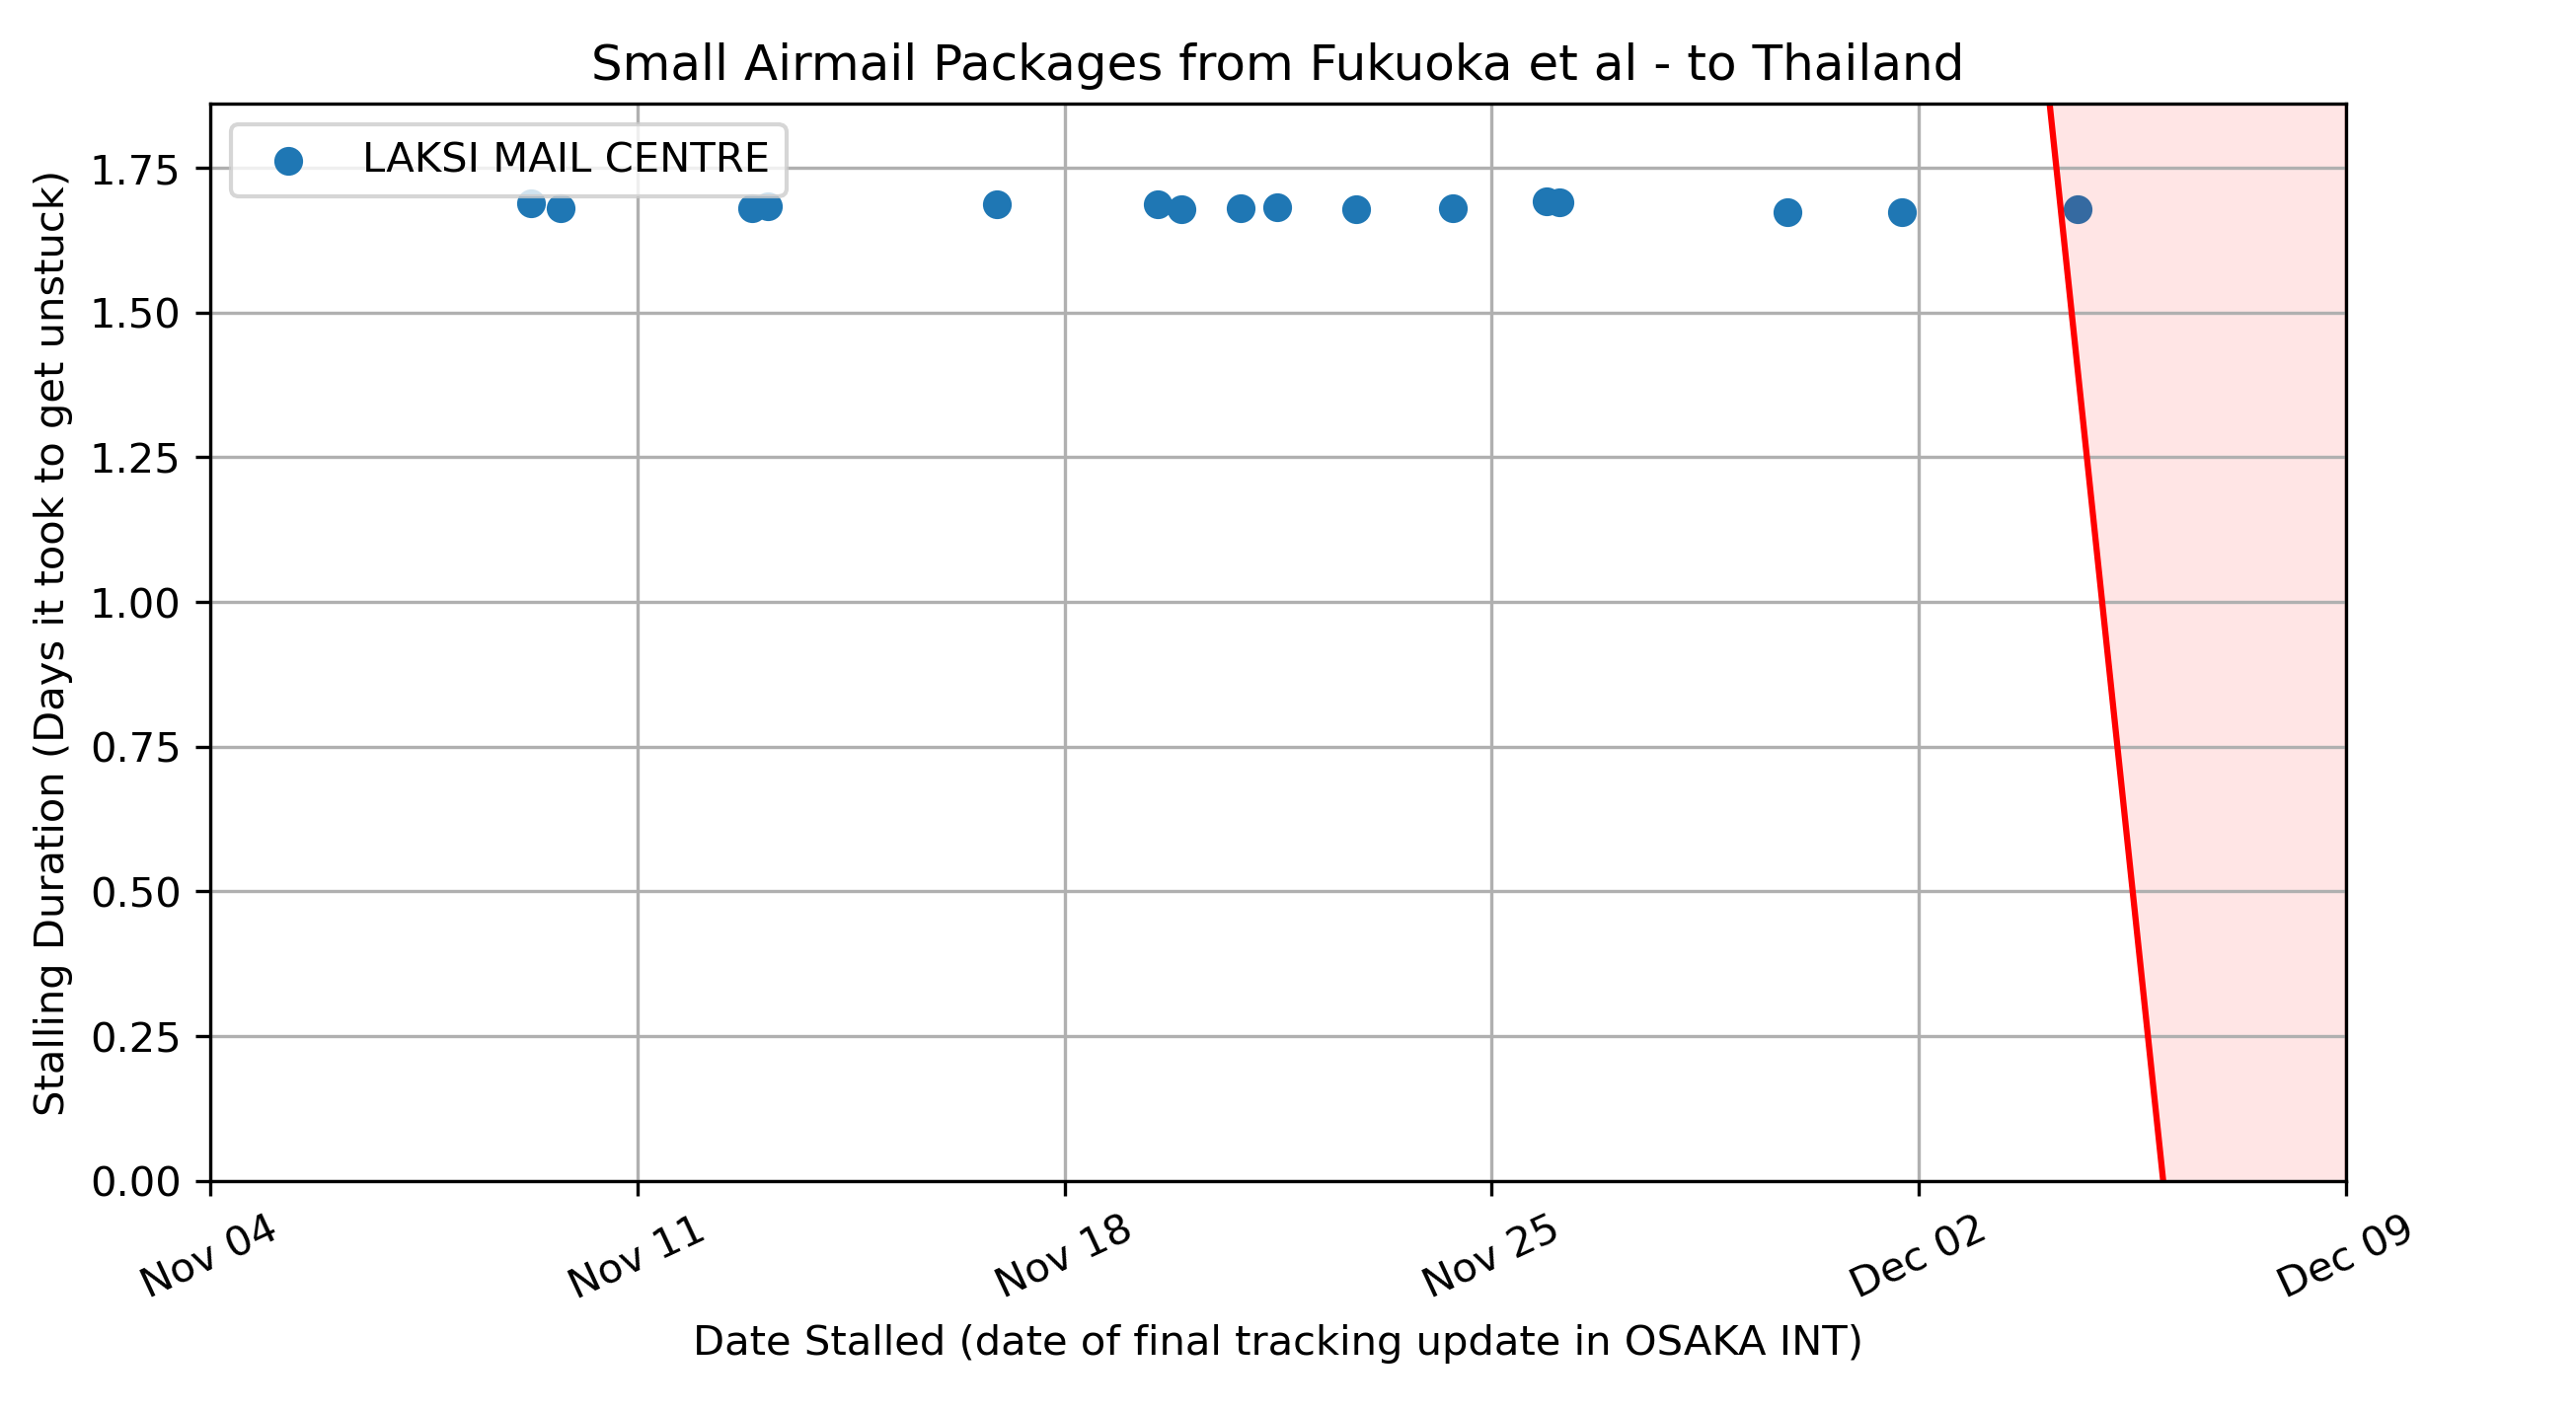 Small Airmail Packages from Fukuoka et al - to Thailand
LAKSI MAIL CENTRE
Stalling Duration (Days it took to get unstuck)
1.75
1.50
1.25
1.00
0.75
0.50
0.25
0.00
Nov 04
Nov 11
Nov 18
Nov 25
Dec 02
Dec 09
Date Stalled (date of final tracking update in OSAKA INT)